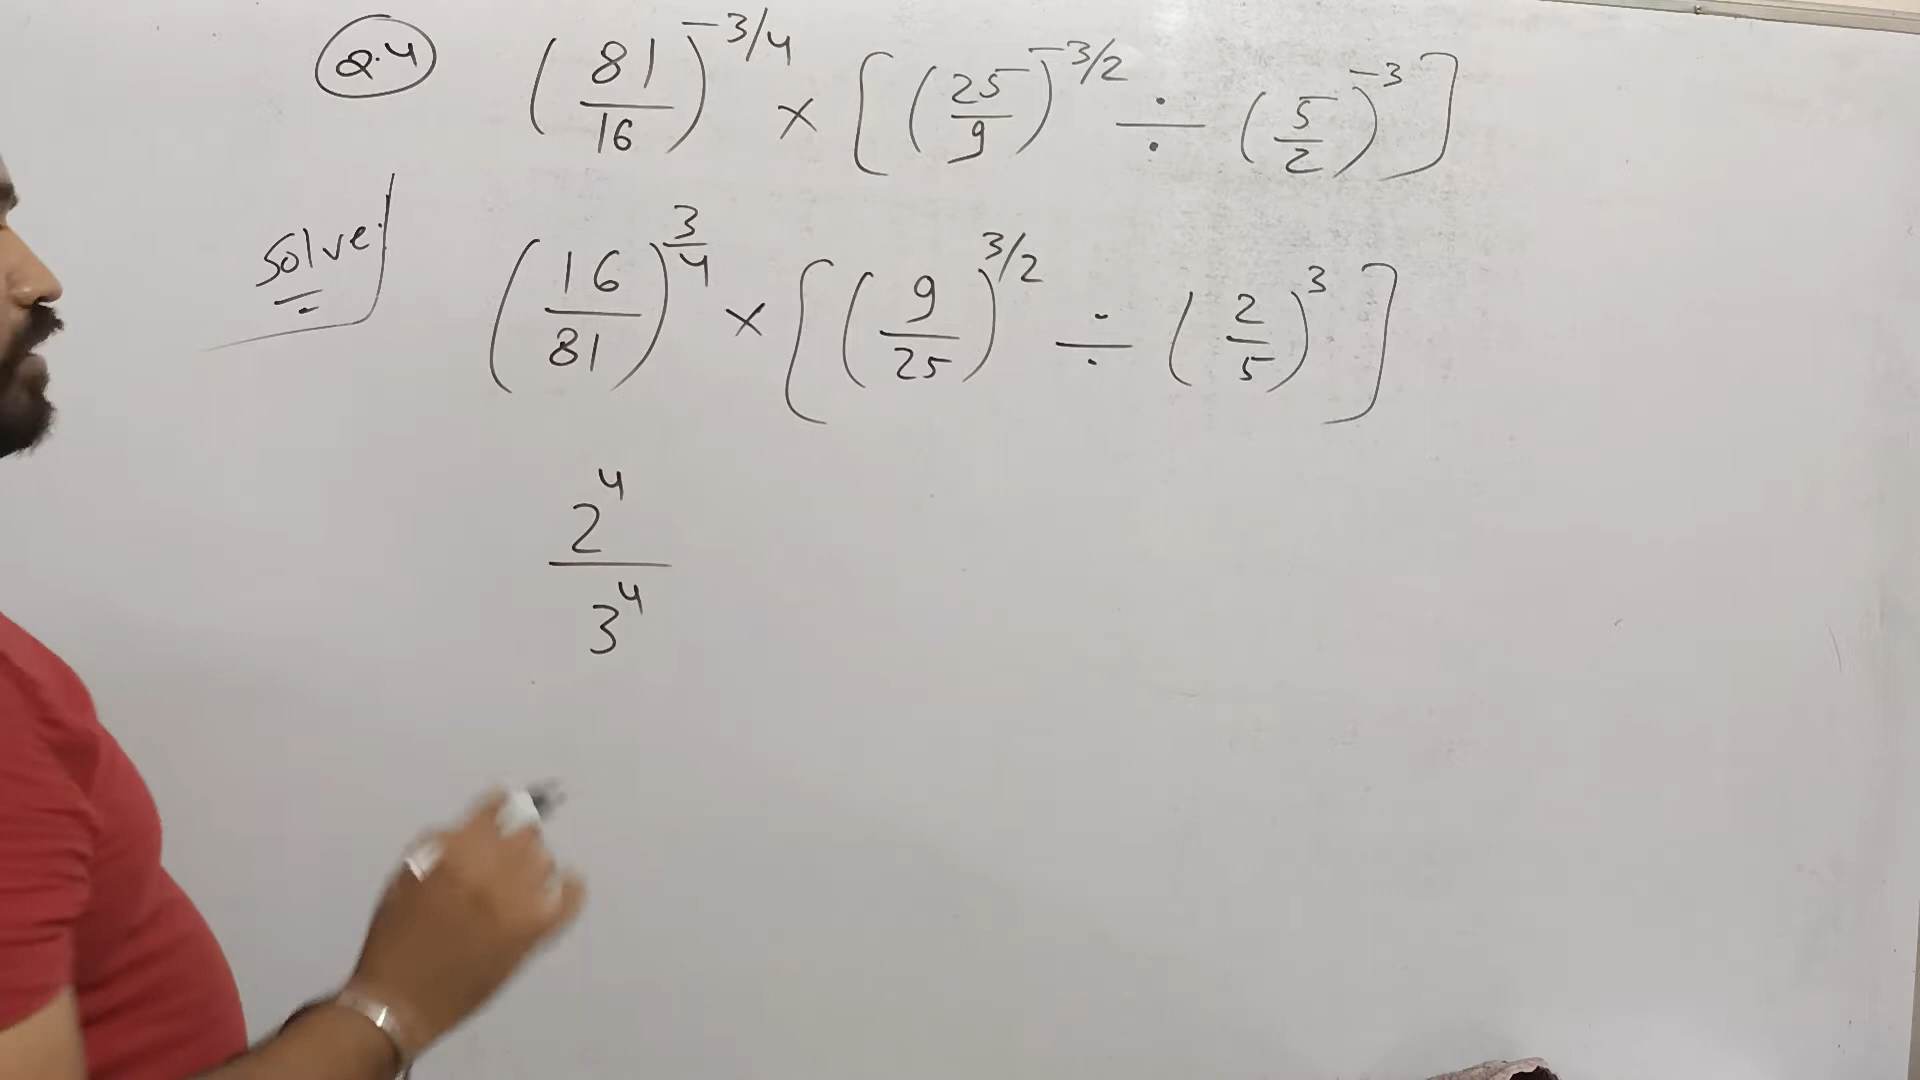 Q.4 (81/16)^-3/4 × [(25/9)^-3/2 ÷ (5/2)^-3]
Solve (16/81)^3/4 × [(9/25)^3/2 ÷ (2/5)^3]
2^4/3^4